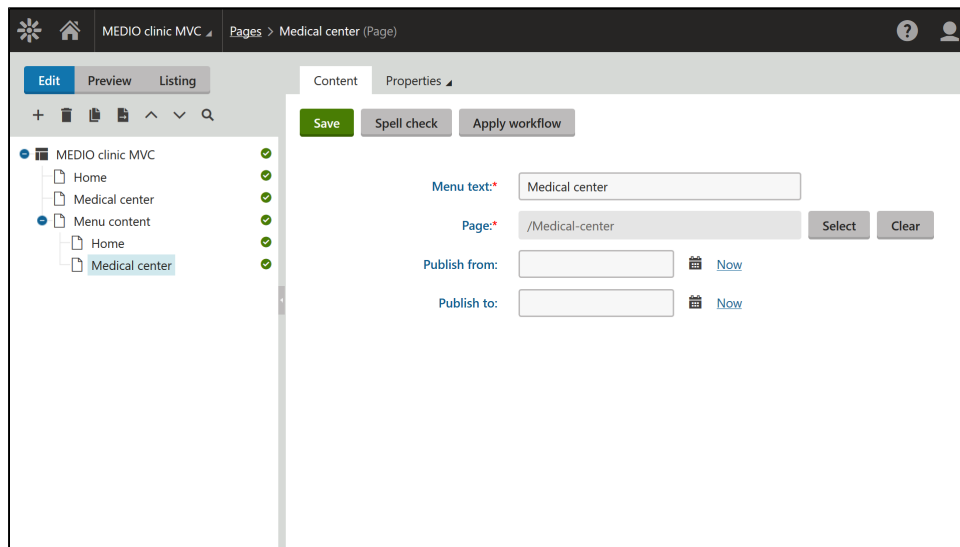 MEDIO clinic MVC Pages > Medical center (Page)
Edit Preview Listing
Content Properties
Save Spell check Apply workflow
MEDIO clinic MVC
Home
Medical center
Menu content
Home
Medical center
Menu text:* Medical center
Page:* /Medical-center Select Clear
Publish from: Now
Publish to: Now